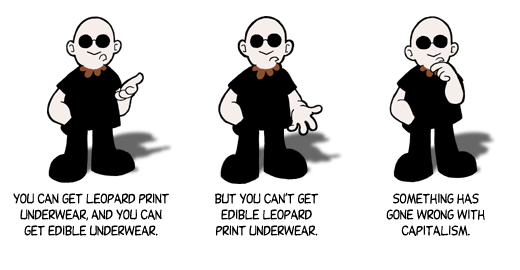 YOU CAN GET LEOPARD PRINT
UNDERWEAR, AND YOU CAN
GET EDIBLE UNDERWEAR.
BUT YOU CAN'T GET
EDIBLE LEOPARD
PRINT UNDERWEAR.
SOMETHING HAS
GONE WRONG WITH
CAPITALISM.